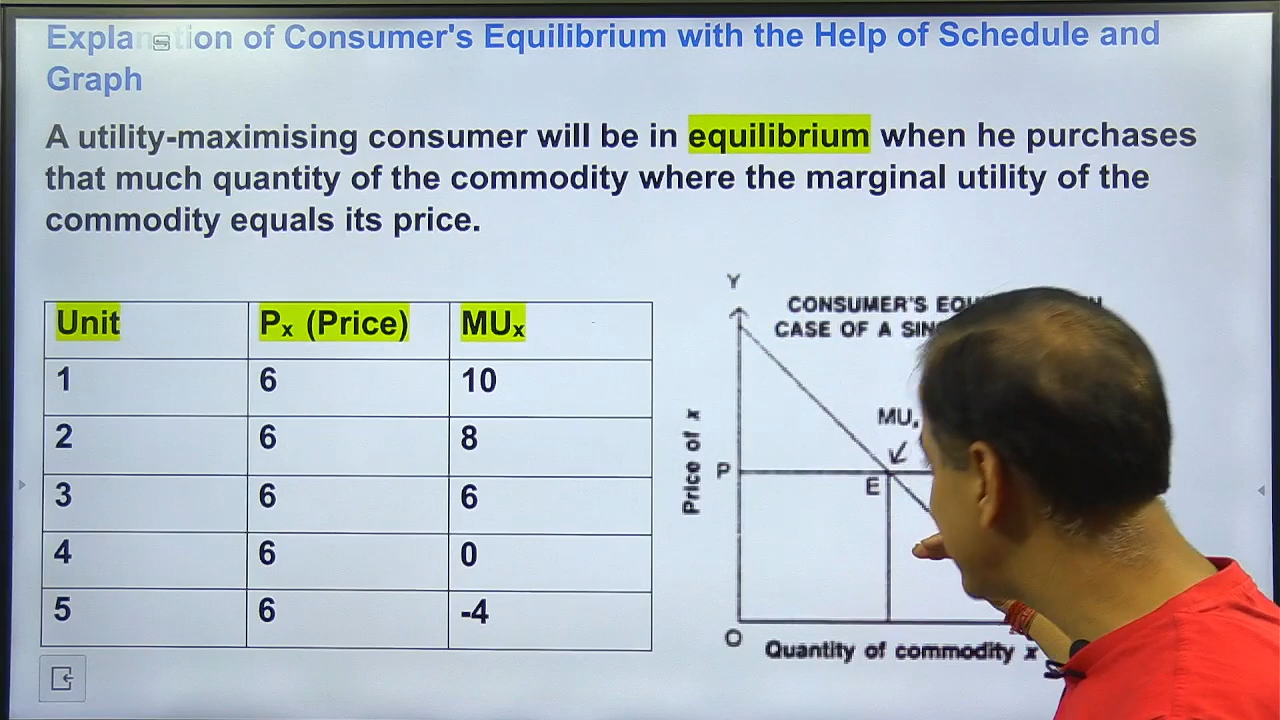 Expla tion of Consumer's Equilibrium with the Help of Schedule and
Graph
A utility-maximising consumer will be in equilibrium when he purchases
that much quantity of the commodity where the marginal utility of the
commodity equals its price.
Unit Px (Price) MUx
1 6 10
2 6 8
3 6 6
4 6 0
5 6 -4
Y
CONSUMER'S
CASE OF A
MU
Price of x
P
E
O
Quantity of commodity x